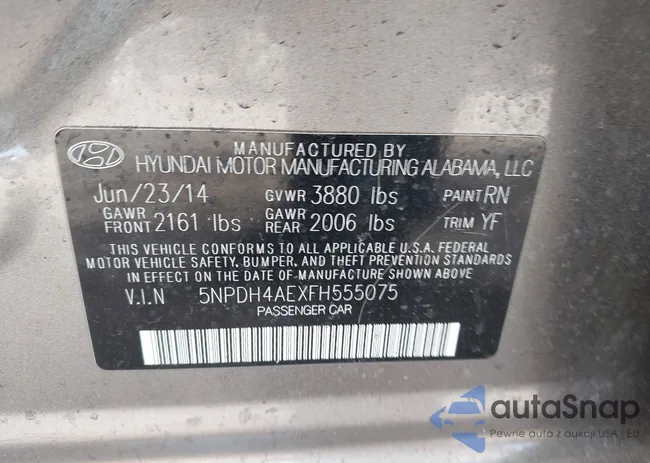 MANUFACTURED BY
HYUNDAI MOTOR MANUFACTURING ALABAMA, LLC
Jun/23/14 GVWR 3880 lbs PAINT RN
GAWR FRONT 2161 lbs GAWR REAR 2006 lbs TRIM YF
THIS VEHICLE CONFORMS TO ALL APPLICABLE U.S.A. FEDERAL
MOTOR VEHICLE SAFETY, BUMPER, AND THEFT PREVENTION STANDARDS
IN EFFECT ON THE DATE OF MANUFACTURE SHOWN ABOVE
V.I.N 5NPDH4AEXFH555075
PASSENGER CAR
autaSnap
Pewne auta z aukcji USA i EU